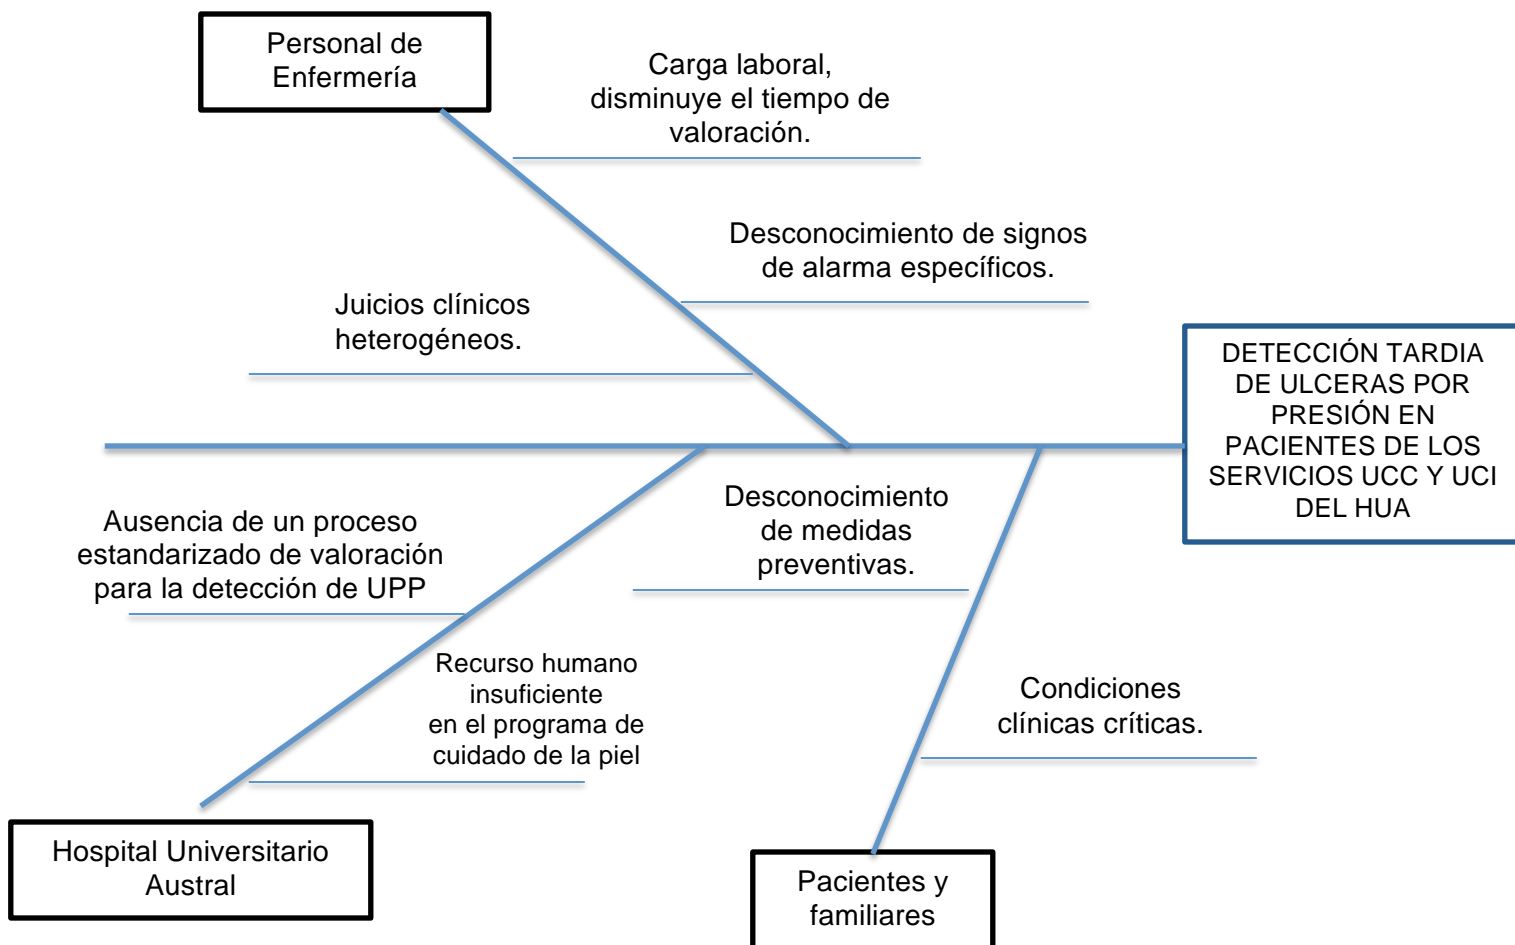 Personal de
Enfermería
Carga laboral,
disminuye el tiempo de
valoración.
Desconocimiento de signos
de alarma específicos.
Juicios clínicos
heterogéneos.
DETECCIÓN TARDIA
DE ULCERAS POR
PRESIÓN EN
PACIENTES DE LOS
SERVICIOS UCC Y UCI
DEL HUA
Ausencia de un proceso
estandarizado de valoración
para la detección de UPP
Desconocimiento
de medidas
preventivas.
Recurso humano
insuficiente
en el programa de
cuidado de la piel
Condiciones
clínicas críticas.
Hospital Universitario
Austral
Pacientes y
familiares